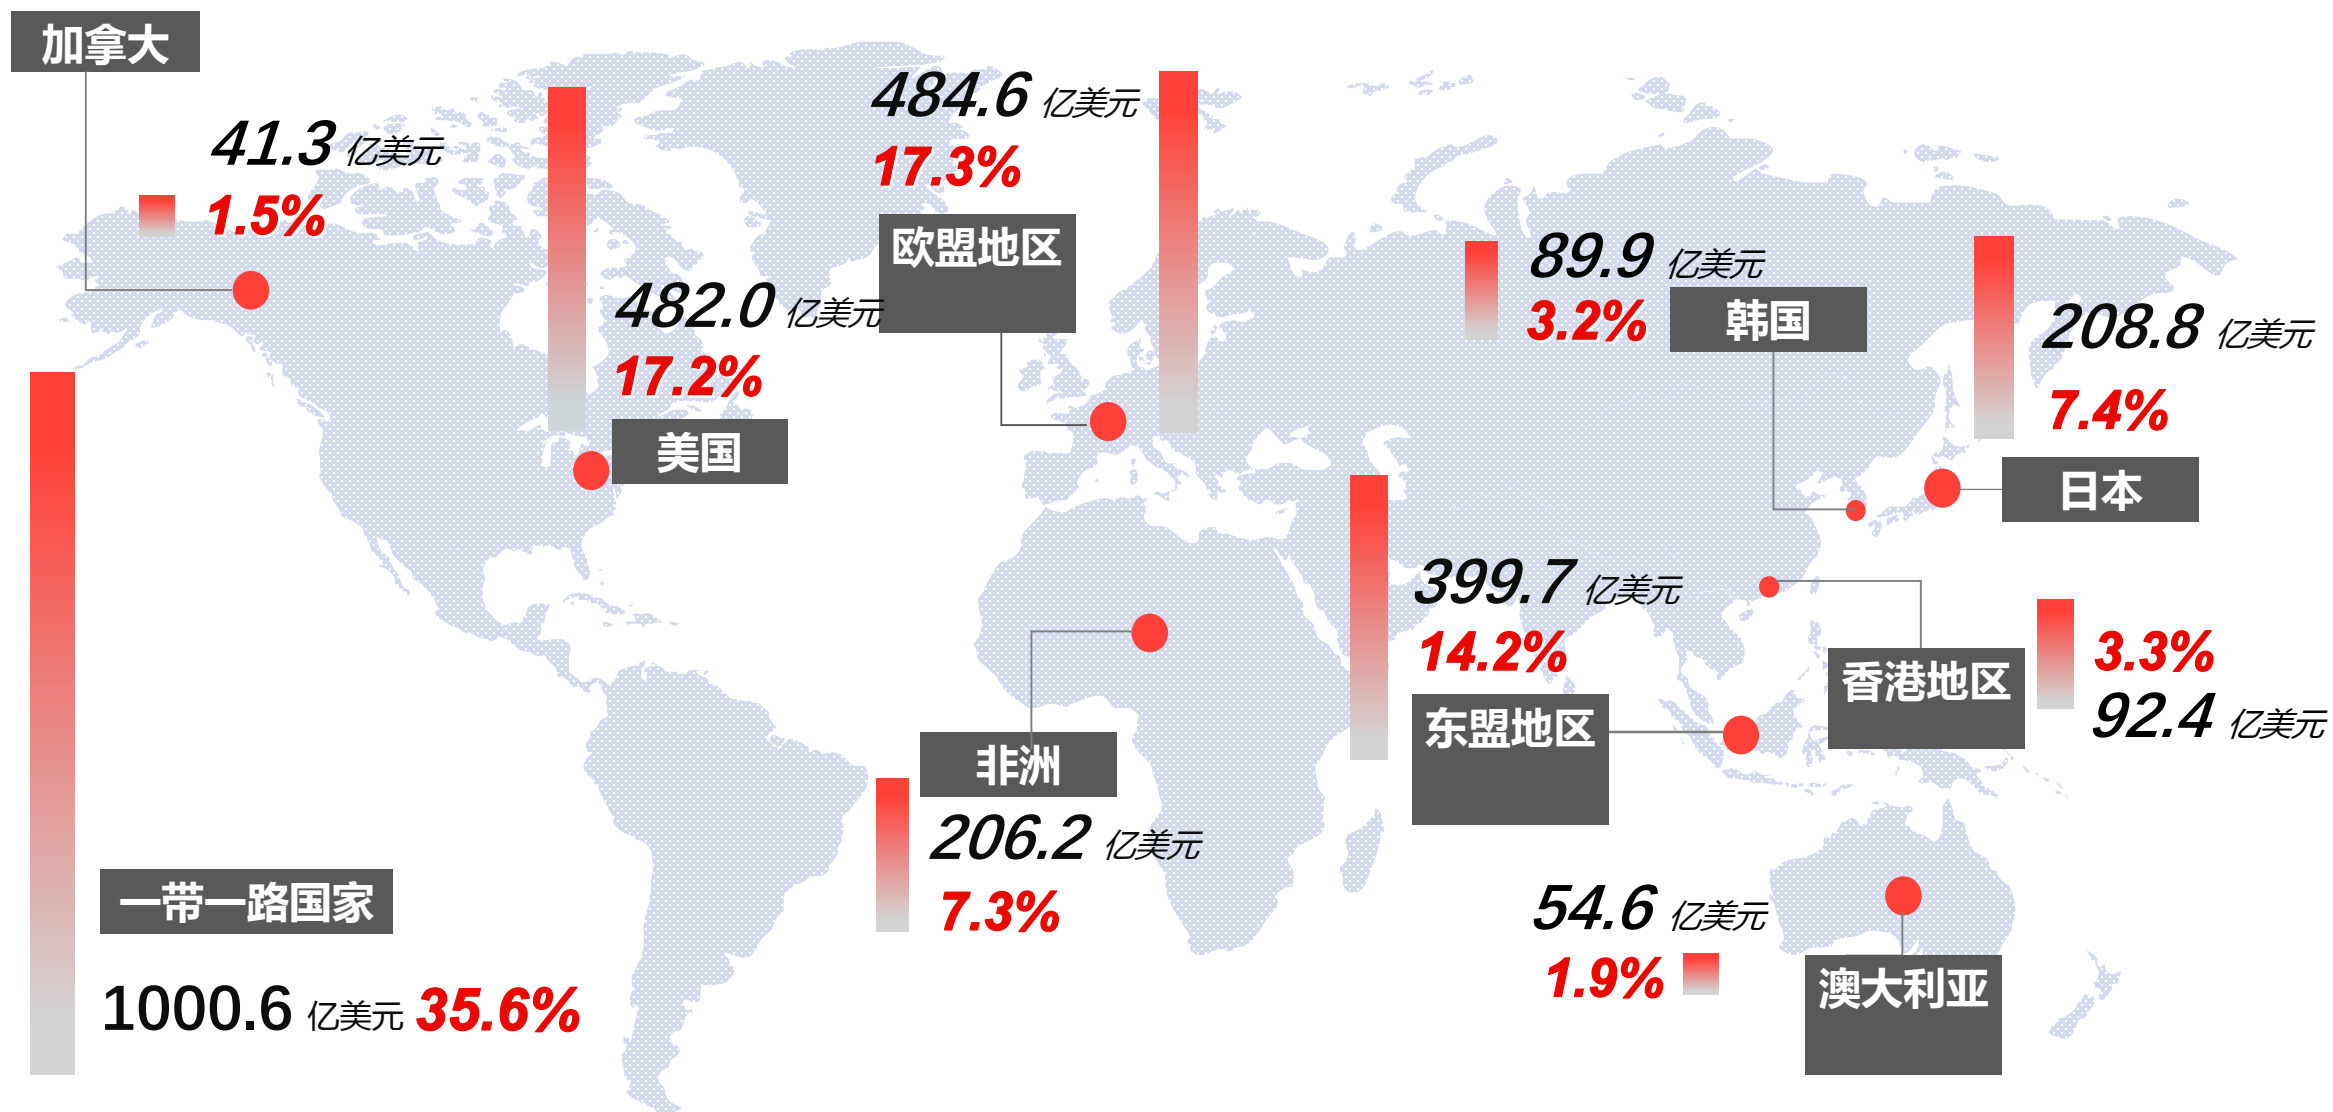 加拿大
41.3 亿美元
1.5%
484.6 亿美元
17.3%
欧盟地区
482.0 亿美元
17.2%
美国
89.9 亿美元
3.2%
韩国
208.8 亿美元
7.4%
日本
399.7 亿美元
14.2%
东盟地区
香港地区
3.3%
92.4 亿美元
非洲
206.2 亿美元
7.3%
一带一路国家
1000.6 亿美元 35.6%
54.6 亿美元
1.9%
澳大利亚